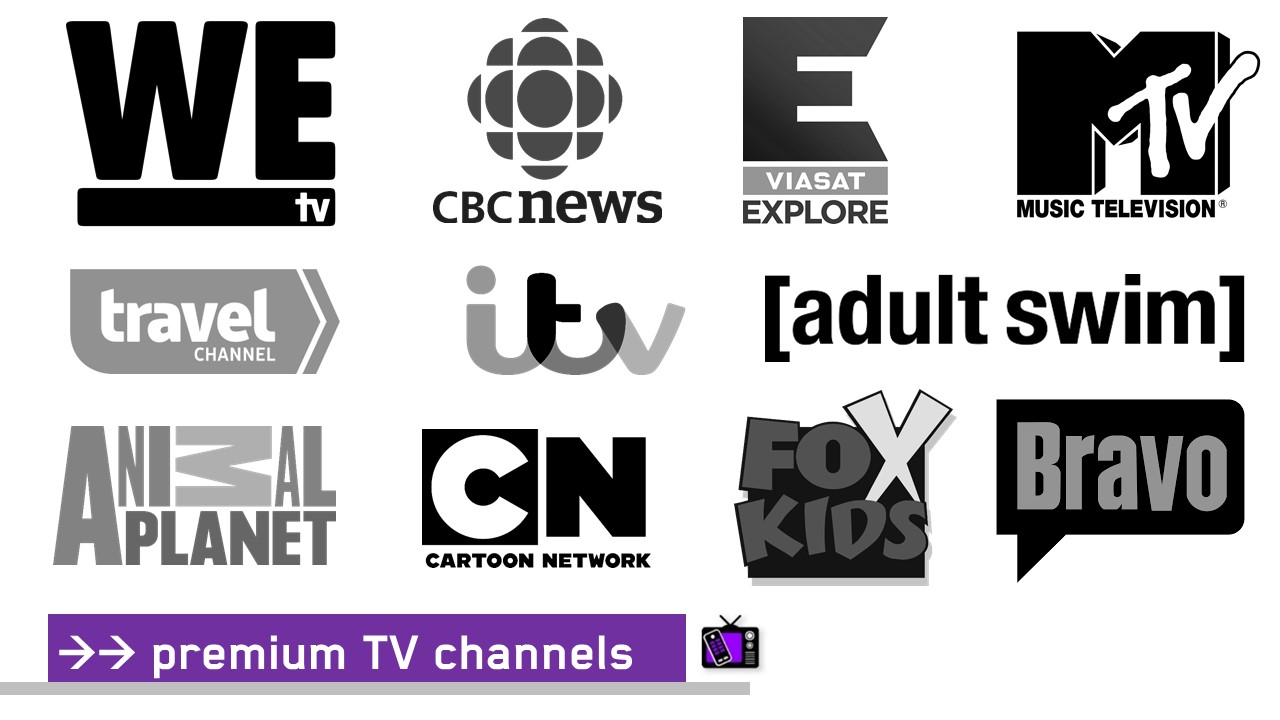 WE
tv
CBC news
E
VIASAT
EXPLORE
MTV
MUSIC TELEVISION®
travel
CHANNEL
itv
[adult swim]
ANIMAL
PLANET
CN
CARTOON NETWORK
FOX
KIDS
Bravo
→→ premium TV channels